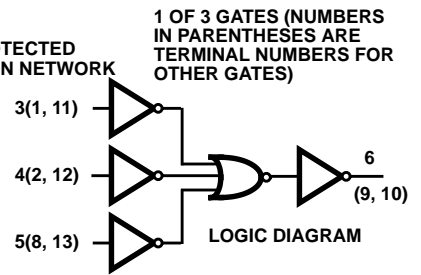 1 OF 3 GATES (NUMBERS
IN PARENTHESES ARE
TERMINAL NUMBERS FOR
OTHER GATES)
OTECTED
N NETWORK
3(1, 11)
4(2, 12)
5(8, 13)
6
(9, 10)
LOGIC DIAGRAM